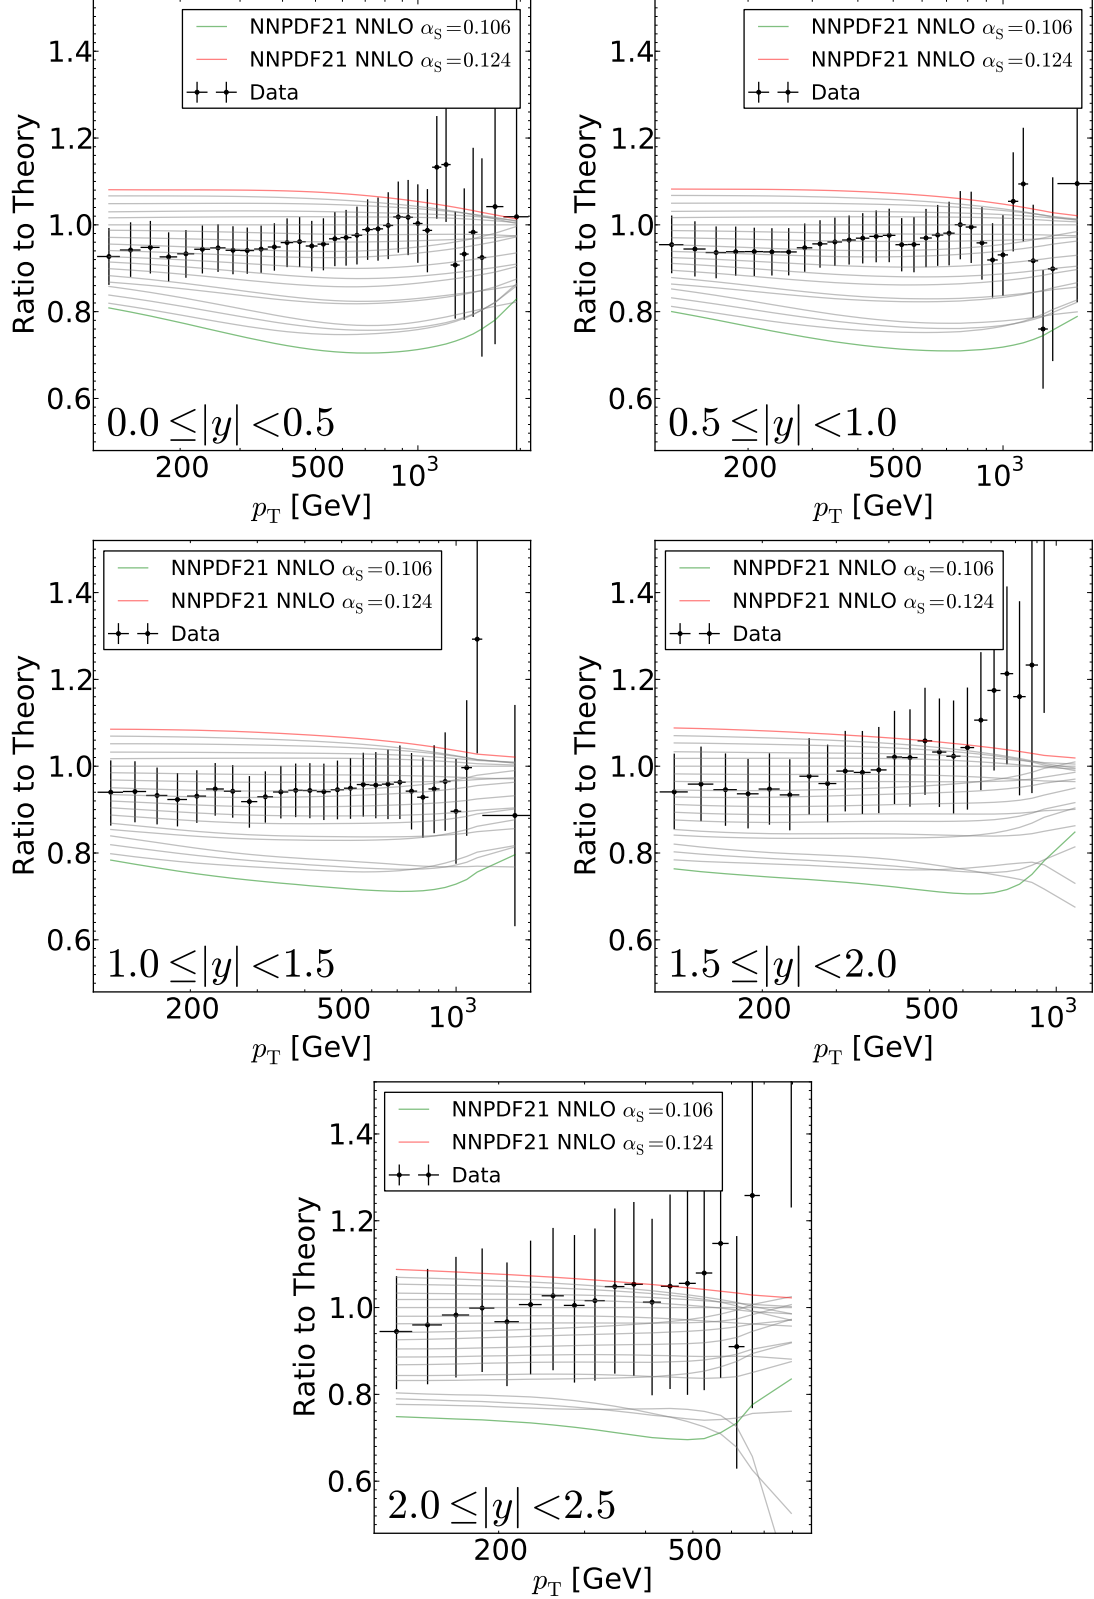 NNPDF21 NNLO αS=0.106
NNPDF21 NNLO αS=0.124
Data
Ratio to Theory
1.4
1.2
1.0
0.8
0.6
0.0 ≤|y| <0.5
200 500 10³
pT [GeV]
NNPDF21 NNLO αS=0.106
NNPDF21 NNLO αS=0.124
Data
Ratio to Theory
1.4
1.2
1.0
0.8
0.6
0.5 ≤|y| <1.0
200 500 10³
pT [GeV]
NNPDF21 NNLO αS=0.106
NNPDF21 NNLO αS=0.124
Data
Ratio to Theory
1.4
1.2
1.0
0.8
0.6
1.0 ≤|y| <1.5
200 500 10³
pT [GeV]
NNPDF21 NNLO αS=0.106
NNPDF21 NNLO αS=0.124
Data
Ratio to Theory
1.4
1.2
1.0
0.8
0.6
1.5 ≤|y| <2.0
200 500 10³
pT [GeV]
NNPDF21 NNLO αS=0.106
NNPDF21 NNLO αS=0.124
Data
Ratio to Theory
1.4
1.2
1.0
0.8
0.6
2.0 ≤|y| <2.5
200 500
pT [GeV]